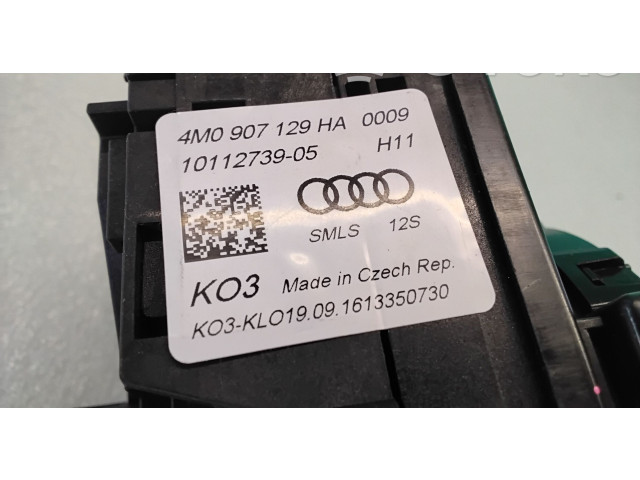 4M0 907 129 HA 0009
10112739-05 H11
SMLS 12S
KO3 Made in Czech Rep.
KO3-KLO19.09.1613350730